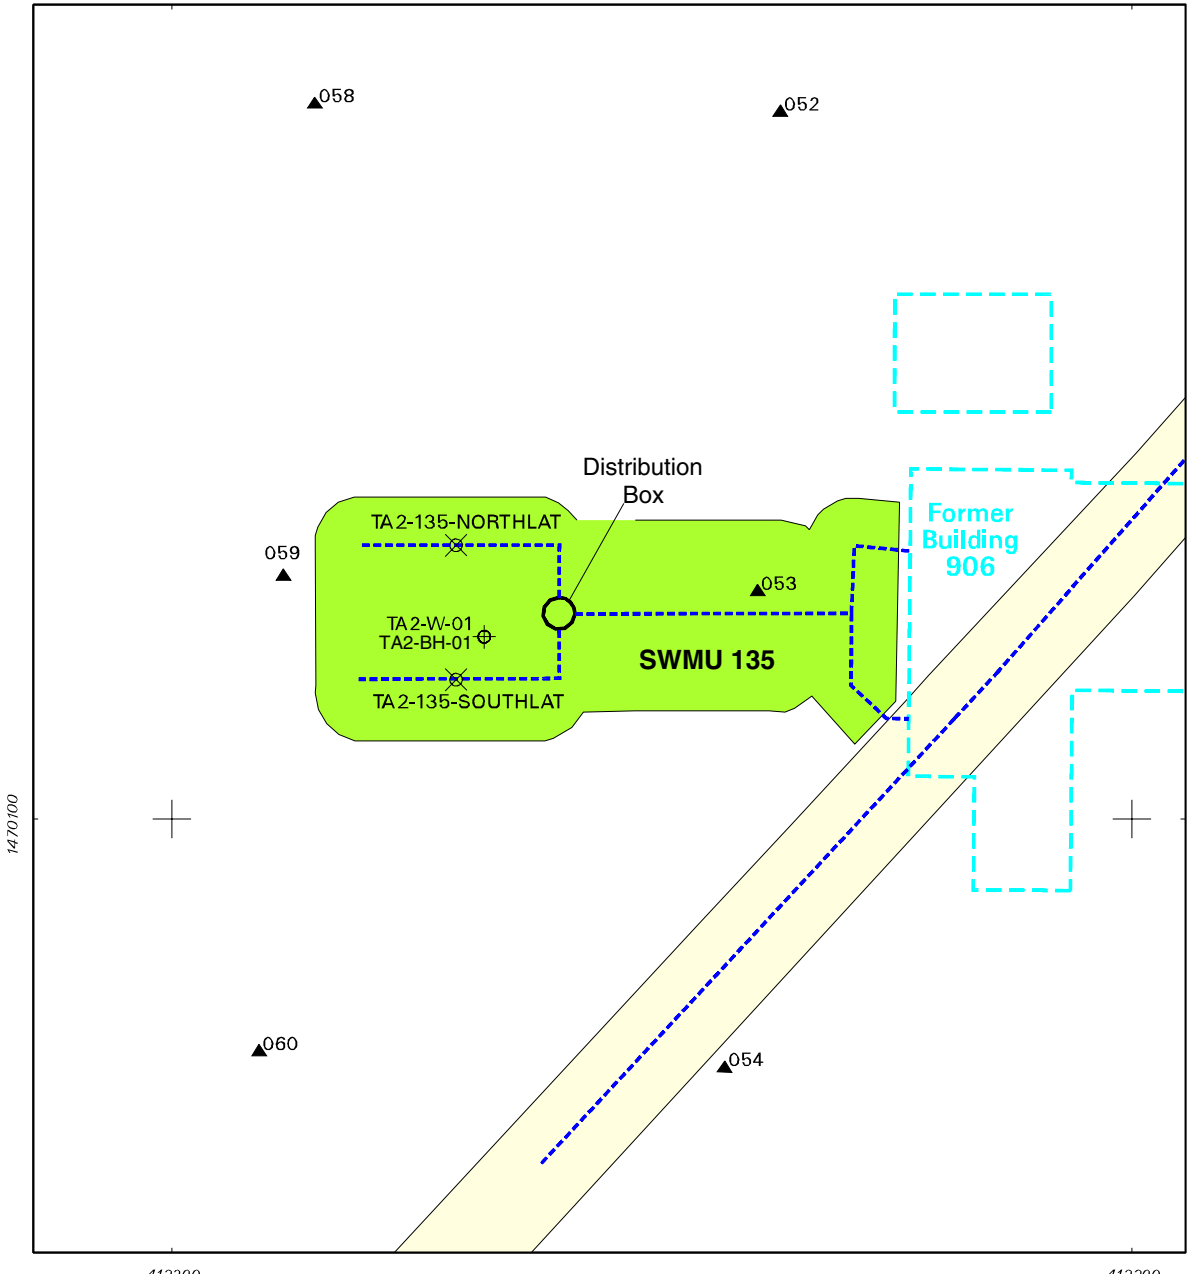 058
052
Distribution
Box
TA2-135-NORTHLAT
Former
Building
906
059
053
TA2-W-01
TA2-BH-01
SWMU 135
TA2-135-SOUTHLAT
1470100
060
054